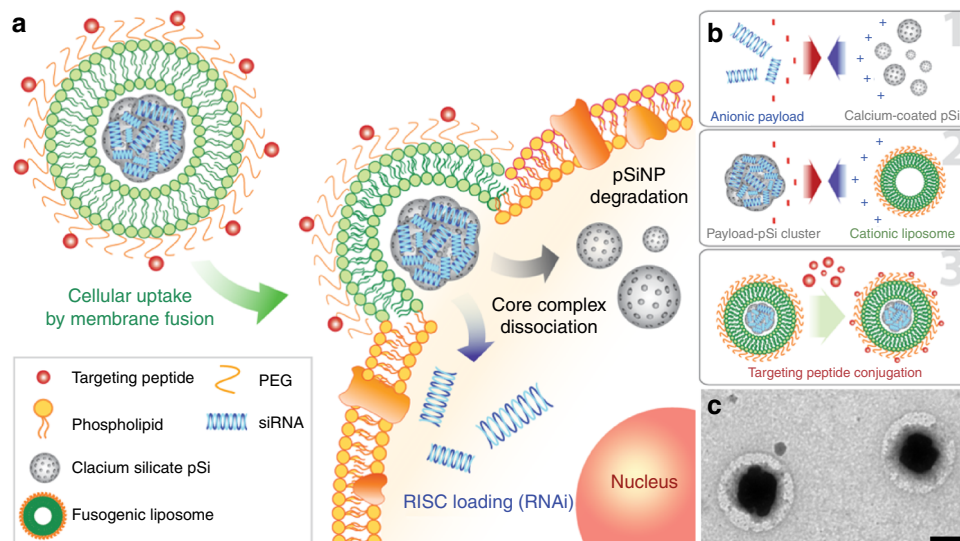 a
Cellular uptake
by membrane fusion
pSiNP
degradation
Core complex
dissociation
RISC loading (RNAi)
Nucleus
Targeting peptide
PEG
Phospholipid
siRNA
Clacium silicate pSi
Fusogenic liposome
b
1
+
+
+
+
+
Anionic payload
Calcium-coated pSi
2
+
+
+
+
Payload-pSi cluster
Cationic liposome
3
Targeting peptide conjugation
c